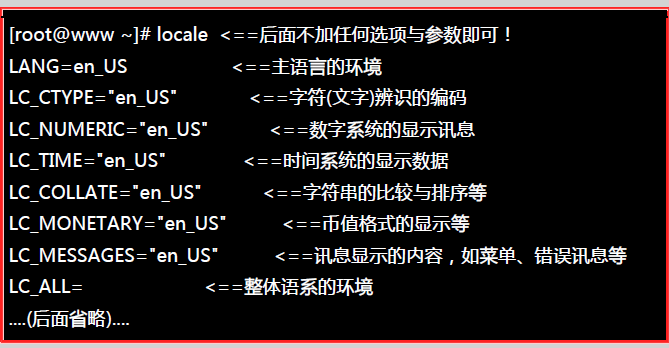 [root@www ~]# locale <==后面不加任何选项与参数即可！
LANG=en_US <==主语言的环境
LC_CTYPE="en_US" <==字符(文字)辨识的编码
LC_NUMERIC="en_US" <==数字系统的显示讯息
LC_TIME="en_US" <==时间系统的显示数据
LC_COLLATE="en_US" <==字符串的比较与排序等
LC_MONETARY="en_US" <==币值格式的显示等
LC_MESSAGES="en_US" <==讯息显示的内容，如菜单、错误讯息等
LC_ALL= <==整体语系的环境
....(后面省略)....